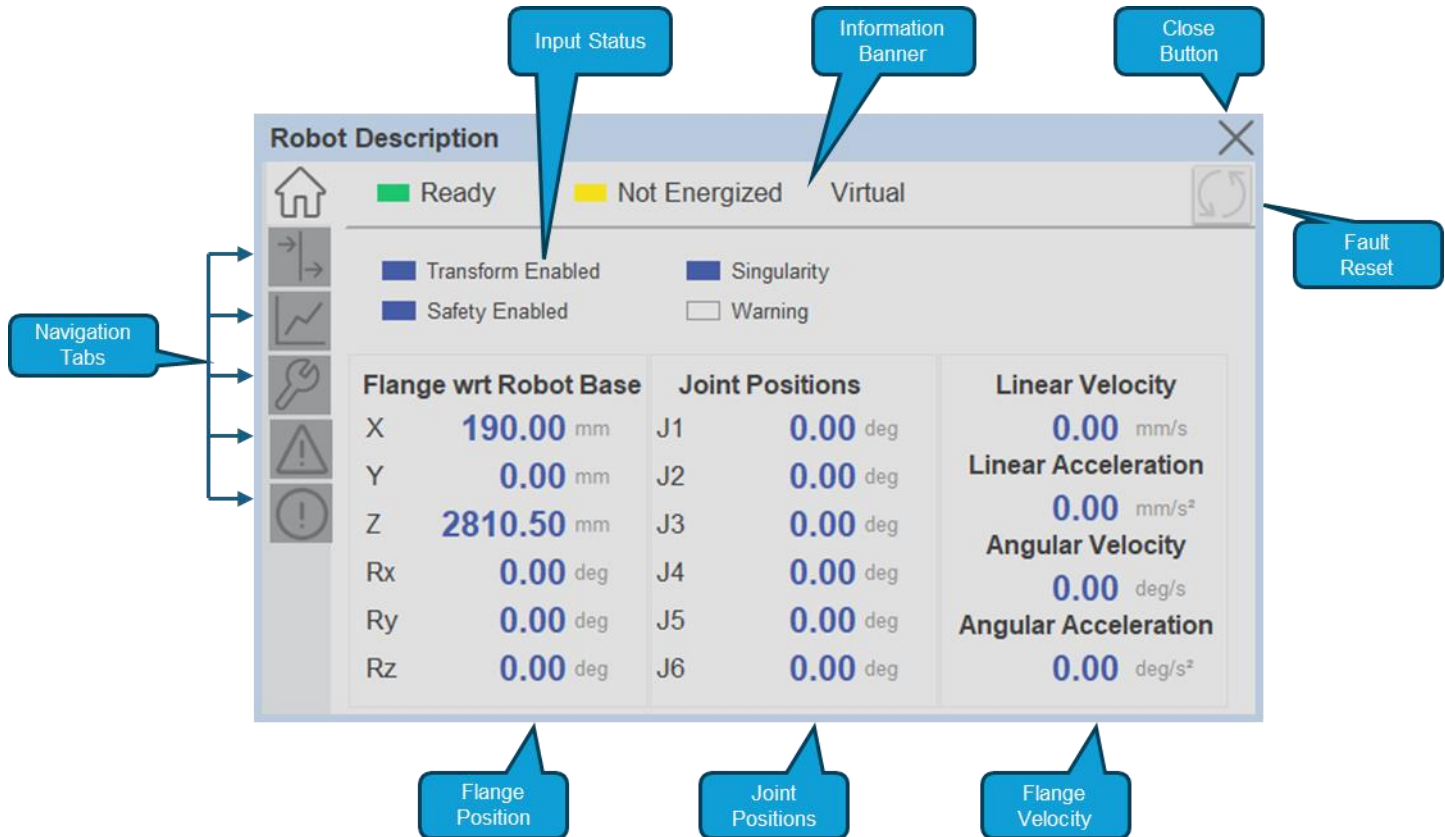 Input Status
Information
Banner
Close
Button
Robot Description
Ready
Not Energized
Virtual
Fault
Reset
Transform Enabled
Singularity
Safety Enabled
Warning
Navigation
Tabs
Flange wrt Robot Base
X 190.00 mm
Y 0.00 mm
Z 2810.50 mm
Rx 0.00 deg
Ry 0.00 deg
Rz 0.00 deg
Joint Positions
J1 0.00 deg
J2 0.00 deg
J3 0.00 deg
J4 0.00 deg
J5 0.00 deg
J6 0.00 deg
Linear Velocity
0.00 mm/s
Linear Acceleration
0.00 mm/s²
Angular Velocity
0.00 deg/s
Angular Acceleration
0.00 deg/s²
Flange
Position
Joint
Positions
Flange
Velocity